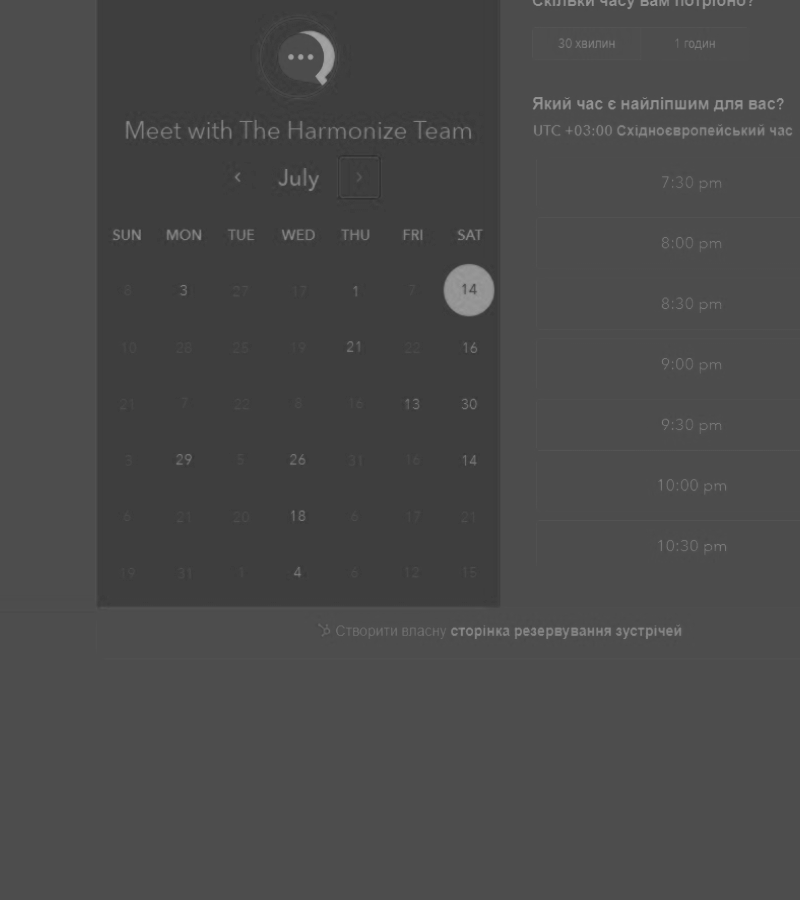 Скільки часу вам потрібно?
30 хвилин 1 годин
Meet with The Harmonize Team
July
Який час є найліпшим для вас?
UTC +03:00 Східноєвропейський час
SUN MON TUE WED THU FRI SAT
8 3 27 17 1 7 14
10 28 25 19 21 22 16
21 7 22 8 16 13 30
3 29 9 26 31 16 14
6 21 20 18 6 17 21
19 31 1 4 6 12 15
7:30 pm
8:00 pm
8:30 pm
9:00 pm
9:30 pm
10:00 pm
10:30 pm
Створити власну сторінка резервування зустрічей